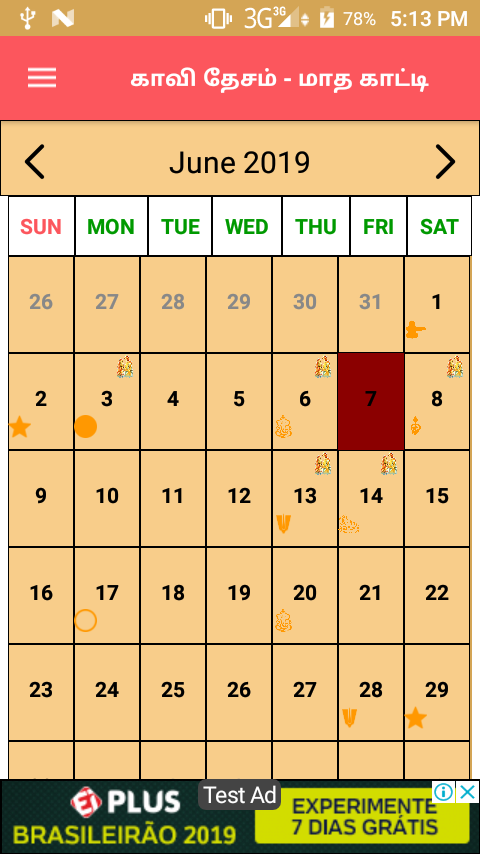 3G 3G 78% 5:13 PM
காவி தேசம் - மாத காட்டி
June 2019
SUN MON TUE WED THU FRI SAT
26 27 28 29 30 31 1
2 3 4 5 6 7 8
9 10 11 12 13 14 15
16 17 18 19 20 21 22
23 24 25 26 27 28 29
Test Ad
EI PLUS
BRASILEIRÃO 2019
EXPERIMENTE
7 DIAS GRÁTIS